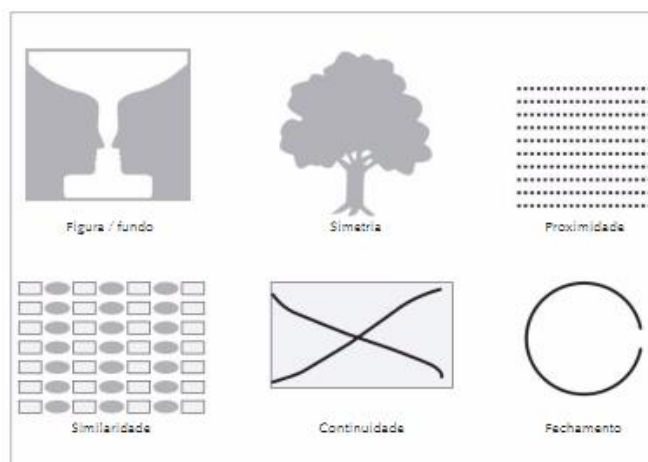 Figura / fundo
Simetria
Proximidade
Similaridade
Continuidade
Fechamento